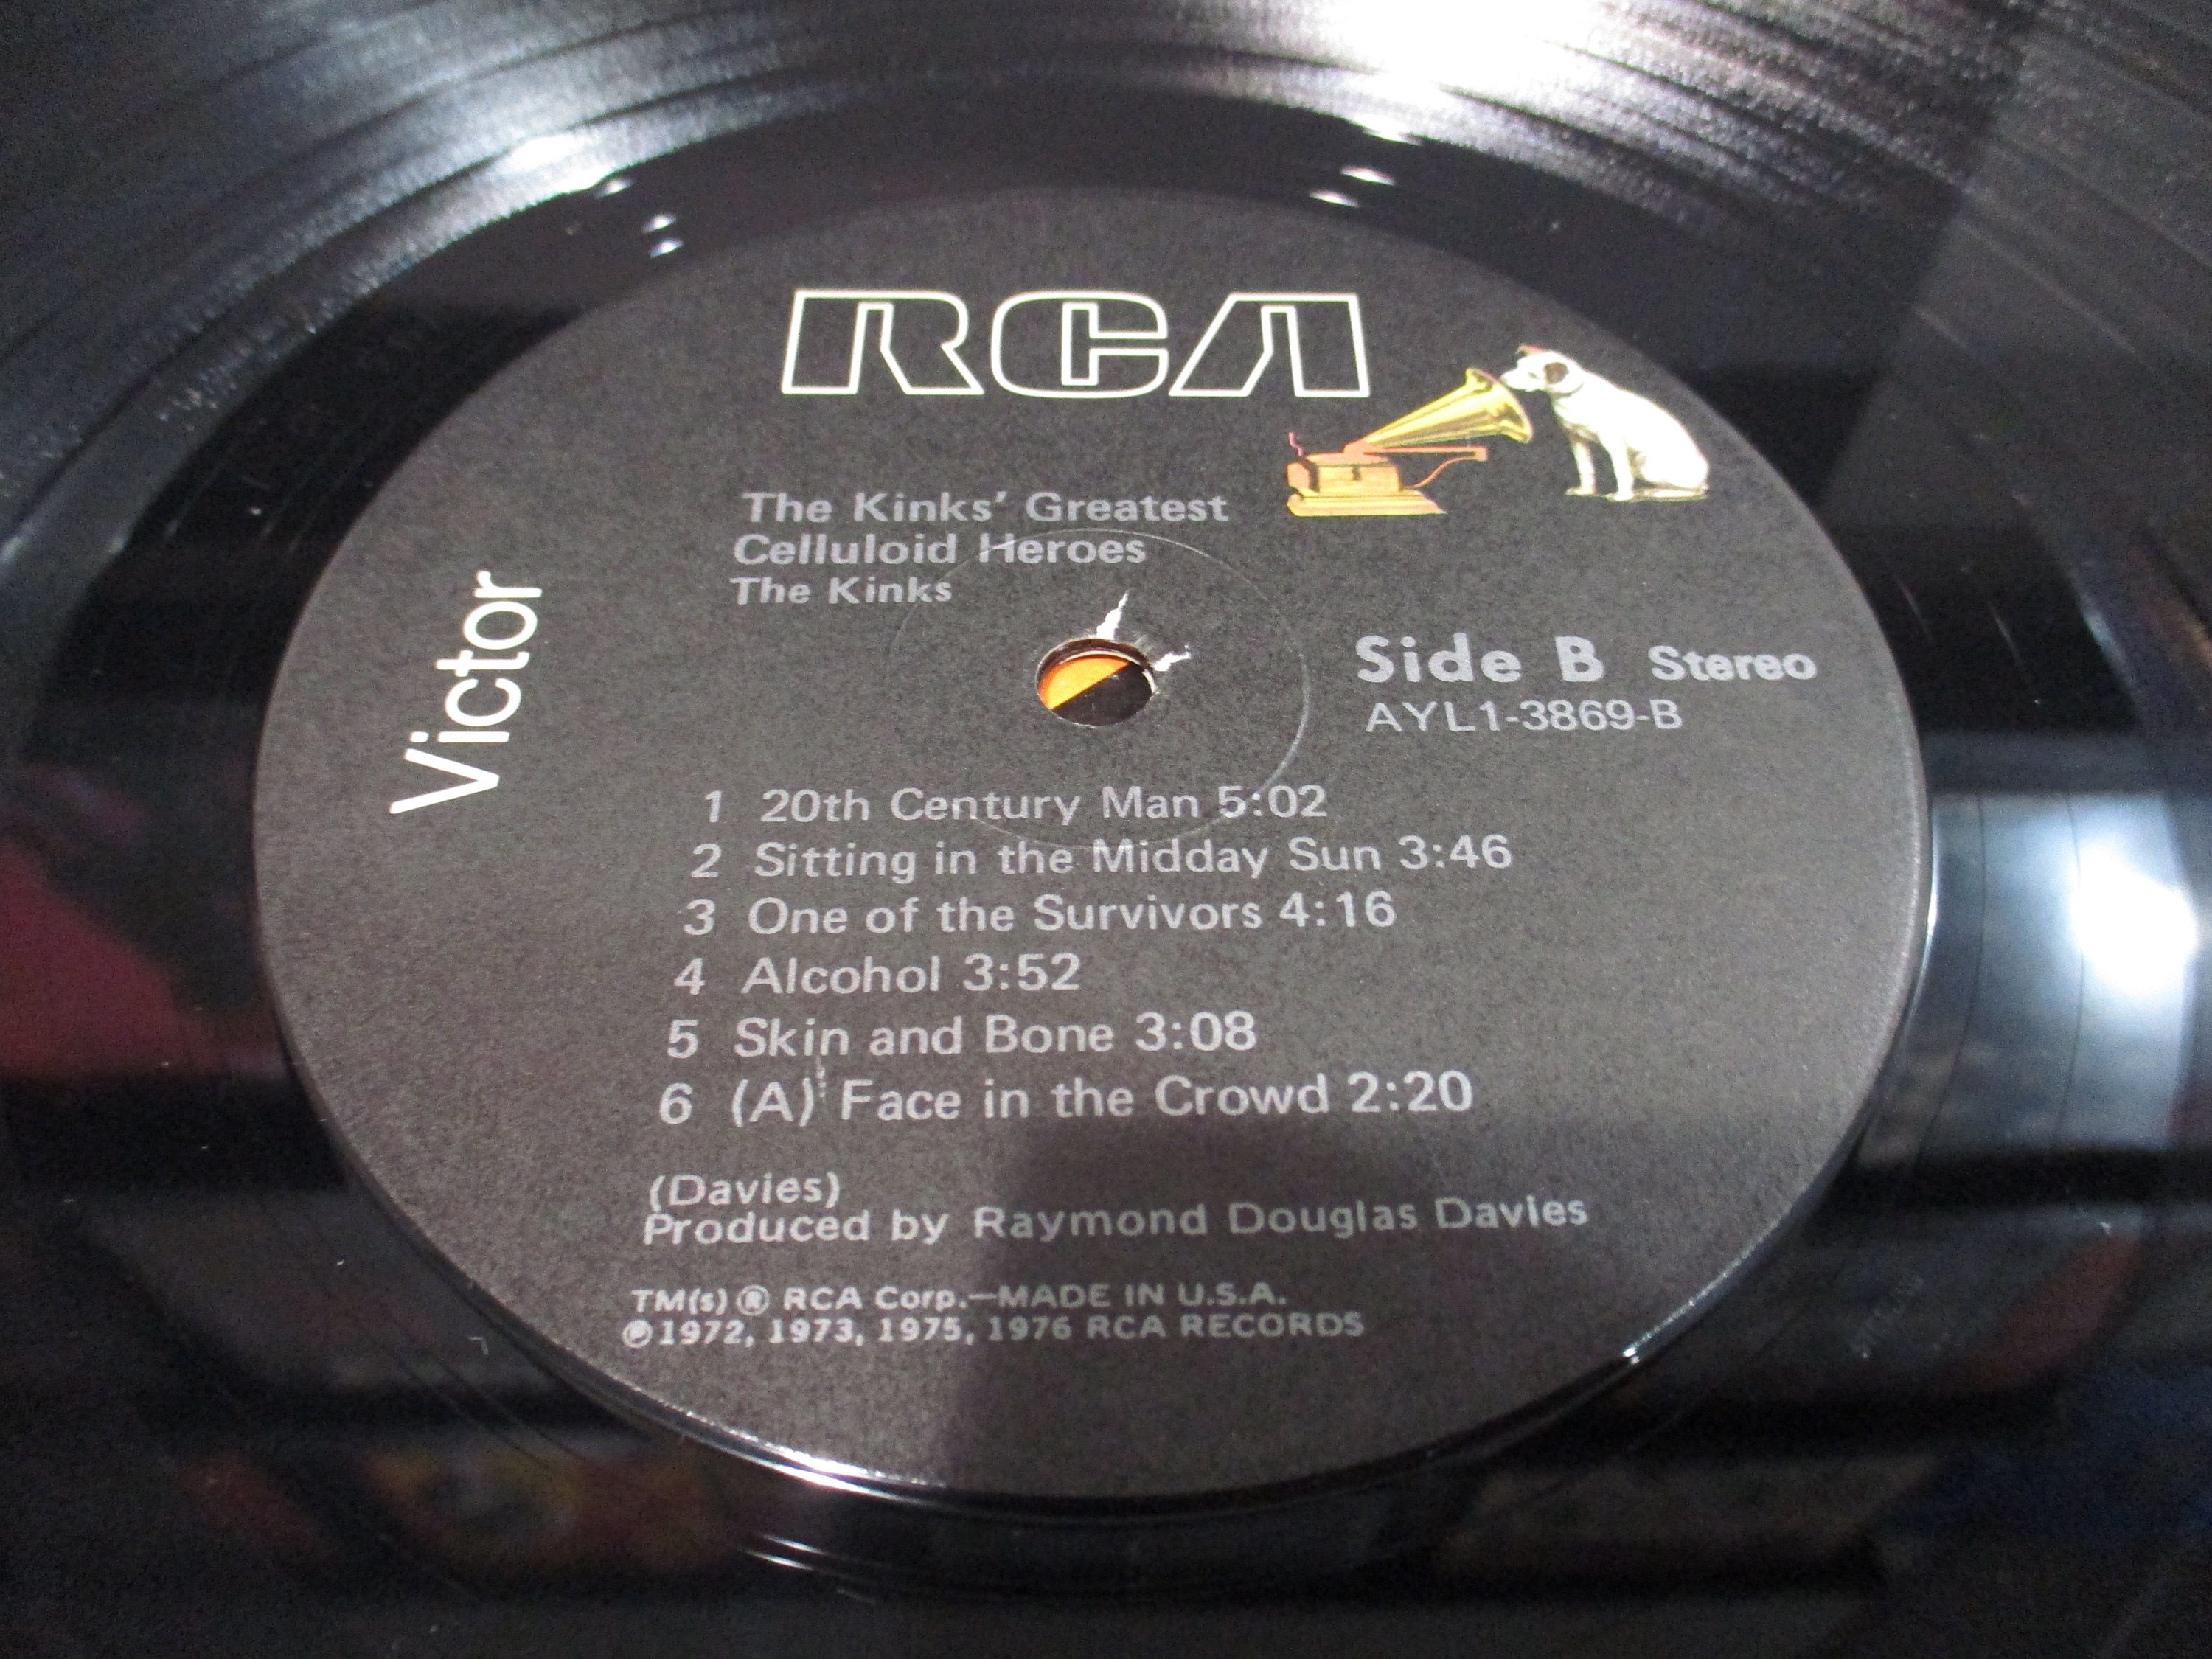 RCA
Victor
The Kinks' Greatest
Celluloid Heroes
The Kinks
Side B Stereo
AYL1-3869-B
1 20th Century Man 5:02
2 Sitting in the Midday Sun 3:46
3 One of the Survivors 4:16
4 Alcohol 3:52
5 Skin and Bone 3:08
6 (A) Face in the Crowd 2:20
(Davies)
Produced by Raymond Douglas Davies
TM(s) ® RCA Corp.—MADE IN U.S.A.
℗1972, 1973, 1975, 1976 RCA RECORDS